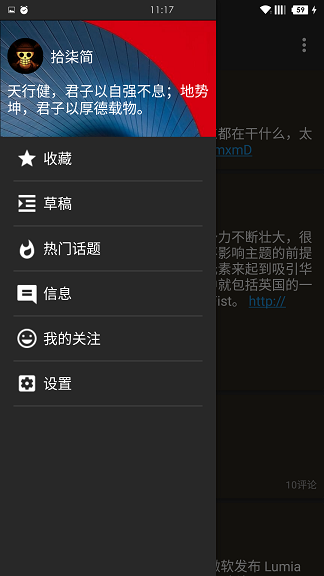 11:17
59
拾柒简
天行健，君子以自强不息；地势
坤，君子以厚德载物。
收藏
草稿
热门话题
信息
我的关注
设置
都在干什么，太
mxmD
力不断壮大，很
影响主题的前提
素来起到吸引华
就包括英国的一
ist。 http://
10评论
软发布 Lumia